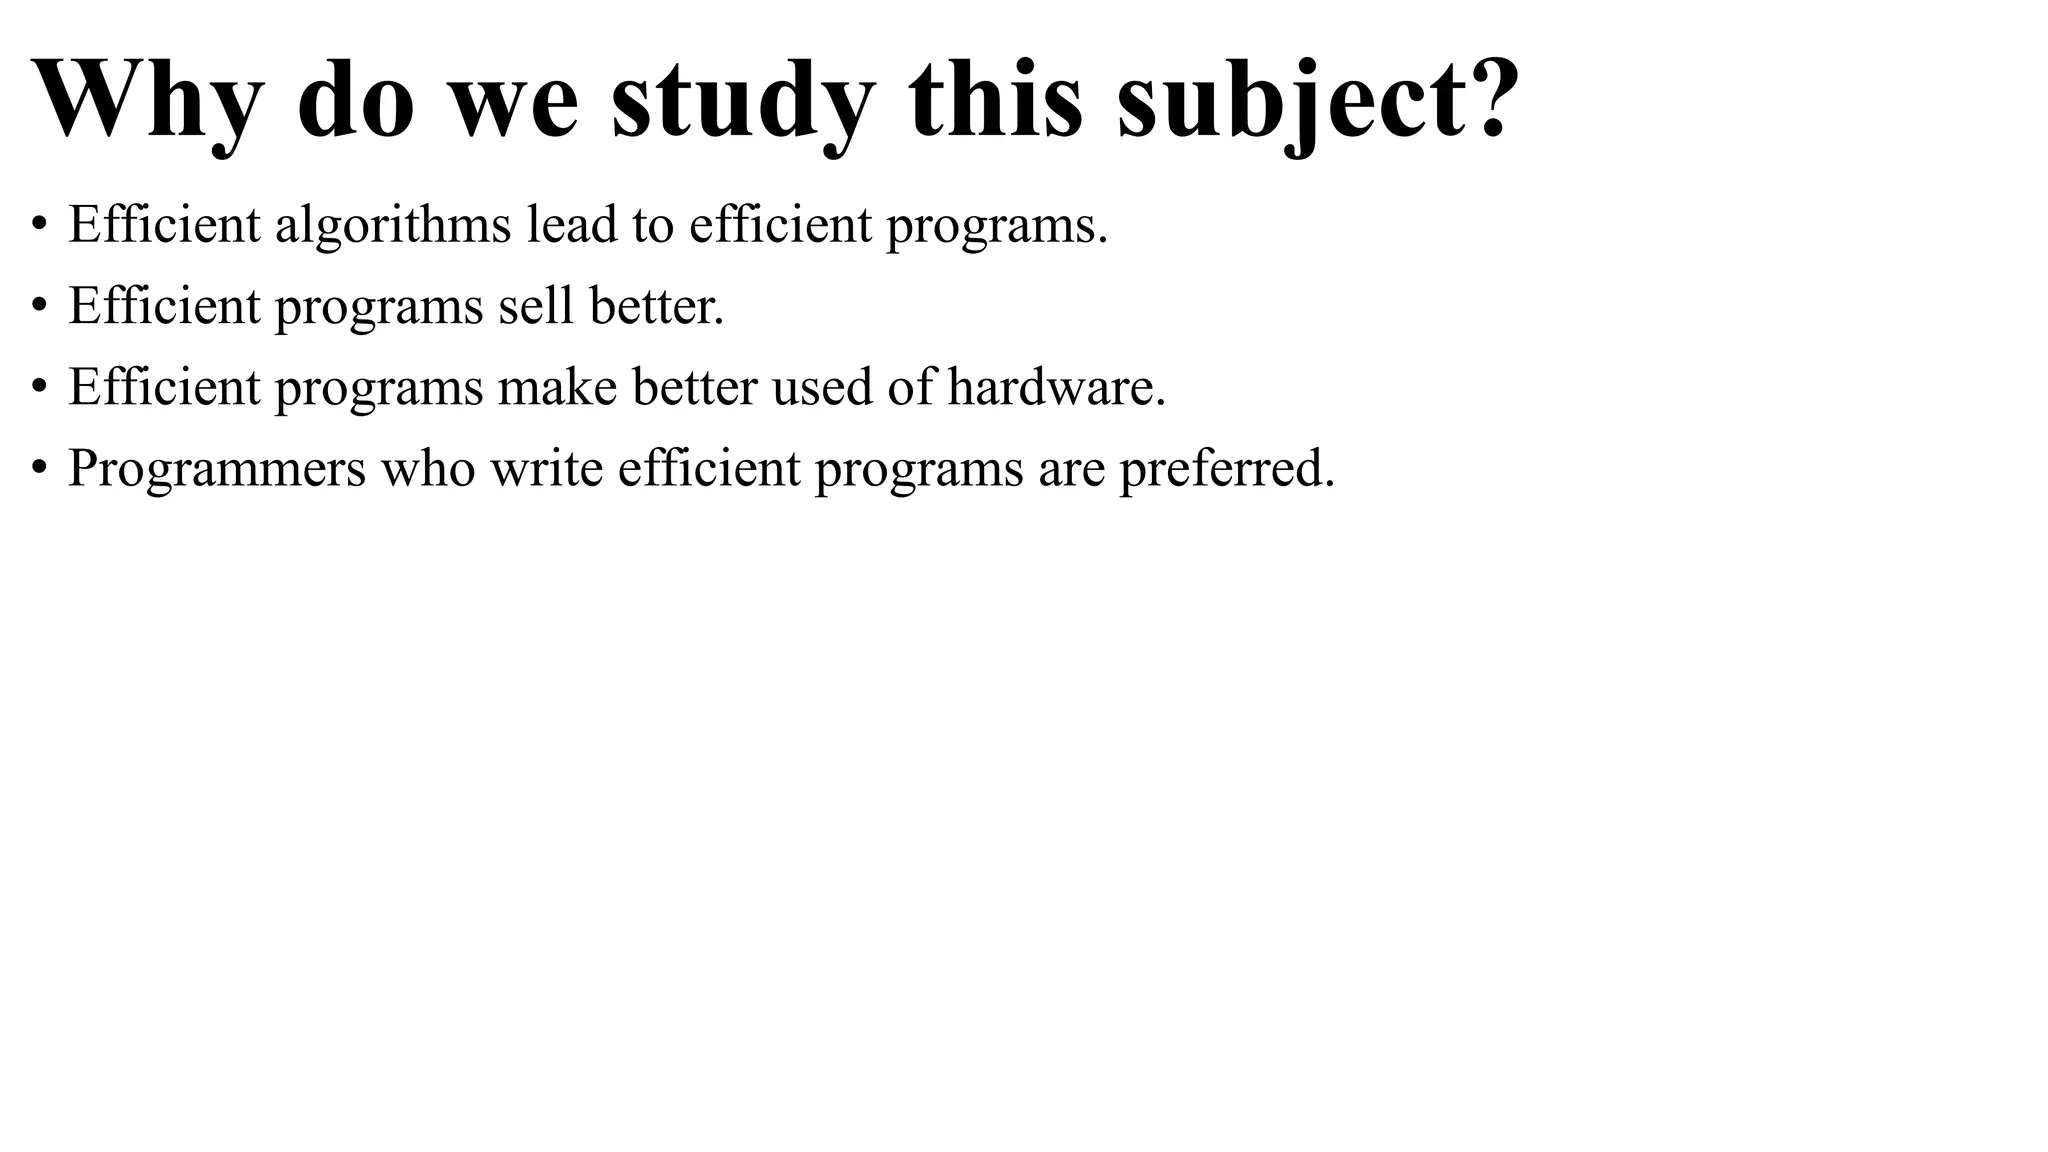 Why do we study this subject?
• Efficient algorithms lead to efficient programs.
• Efficient programs sell better.
• Efficient programs make better used of hardware.
• Programmers who write efficient programs are preferred.